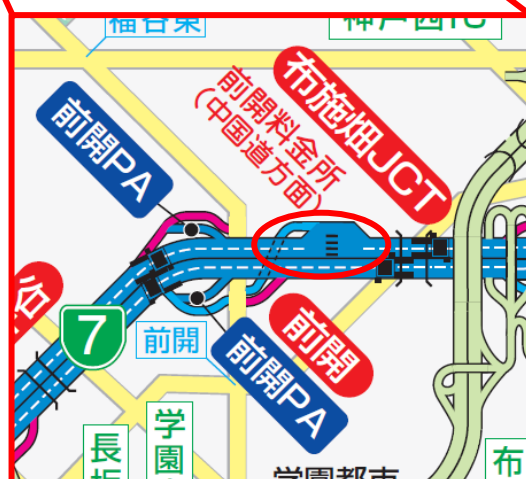 福谷東
神戸西IC
布施畑JCT
前開料金所
(中国道方面)
前開PA
7
前開
前開
前開PA
学園
長坂
学園都市
布